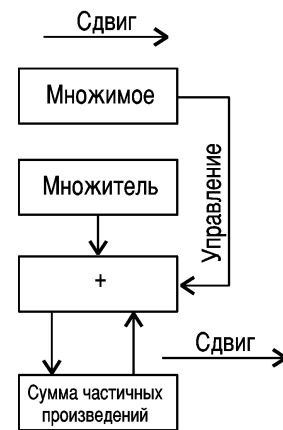 Сдвиг
Множимое
Управление
Множитель
+
Сдвиг
Сумма частичных
произведений